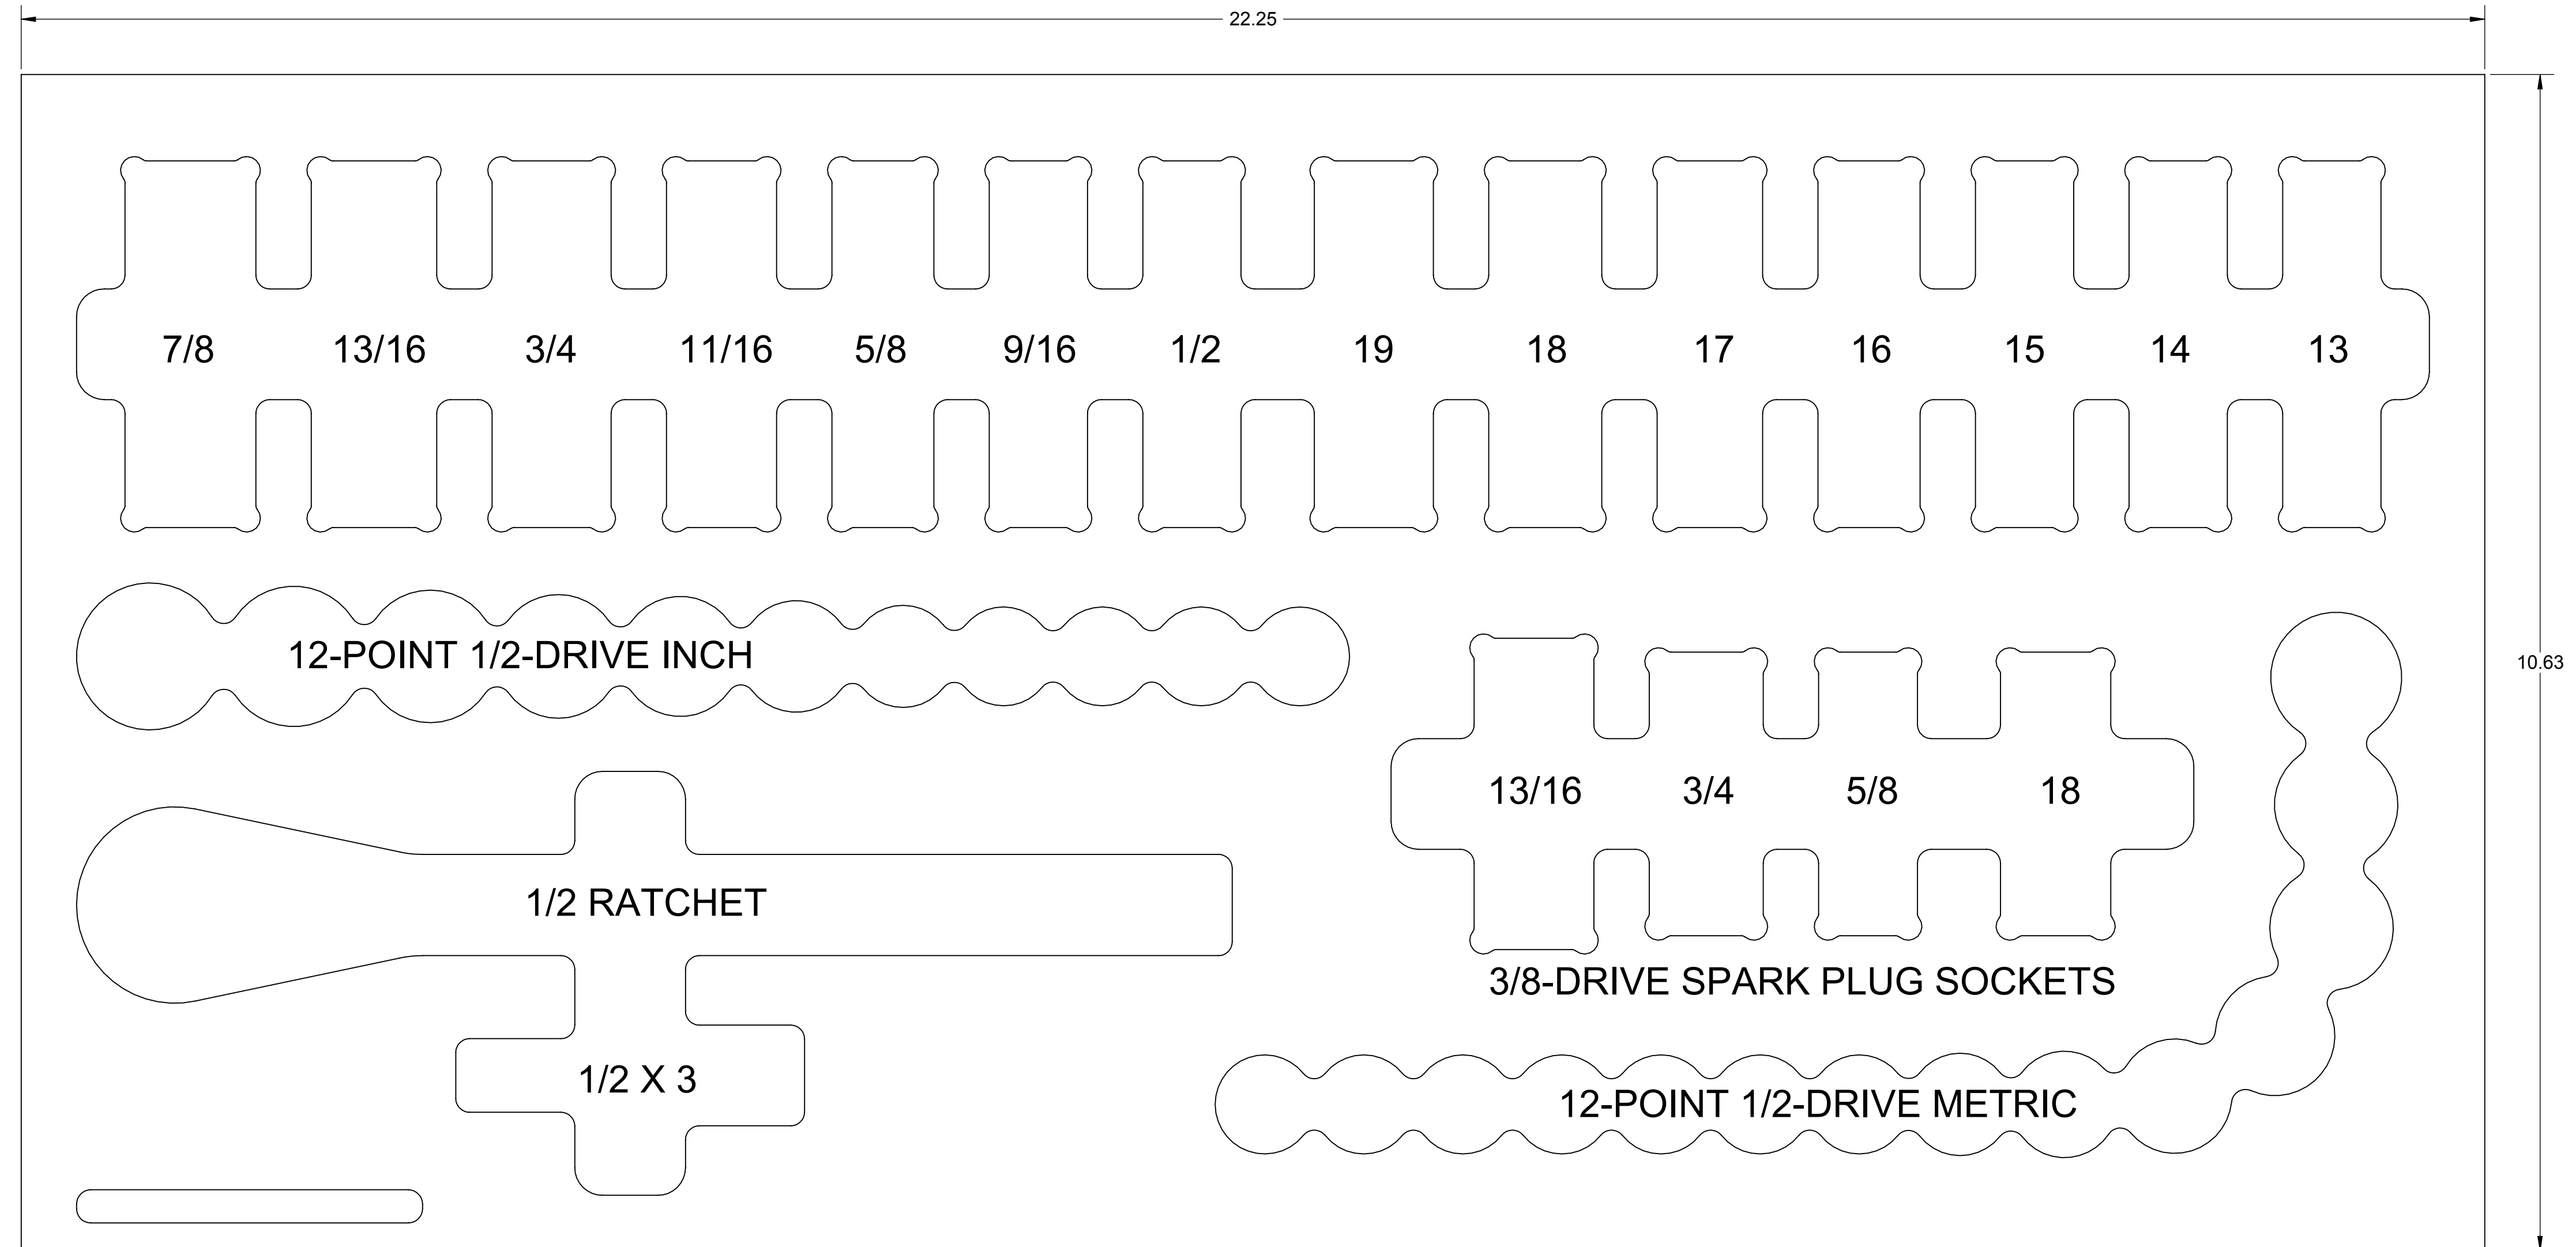 22.25
7/8 13/16 3/4 11/16 5/8 9/16 1/2 19 18 17 16 15 14 13
12-POINT 1/2-DRIVE INCH
10.63
13/16 3/4 5/8 18
1/2 RATCHET
3/8-DRIVE SPARK PLUG SOCKETS
1/2 X 3
12-POINT 1/2-DRIVE METRIC